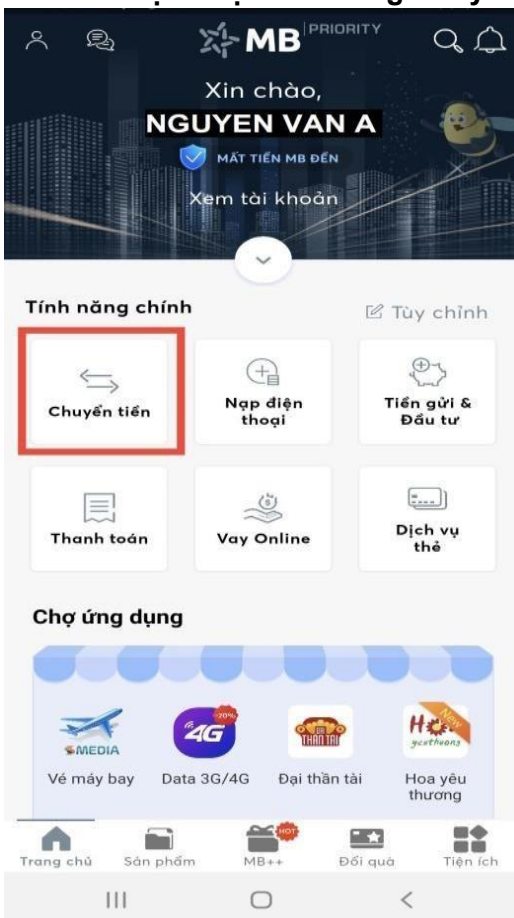 MB PRIORITY
Xin chào,
NGUYEN VAN A
MẤT TIỀN MB ĐỀN
Xem tài khoản
Tính năng chính
Tùy chỉnh
Chuyển tiền
Nạp điện thoại
Tiền gửi & Đầu tư
Thanh toán
Vay Online
Dịch vụ thẻ
Chợ ứng dụng
SMEDIA
-20%
4G
THẦN TÀI
New
Vé máy bay
Data 3G/4G
Đại thần tài
Hoa yêu thương
HOT
Trang chủ
Sản phẩm
MB++
Đổi quà
Tiện ích